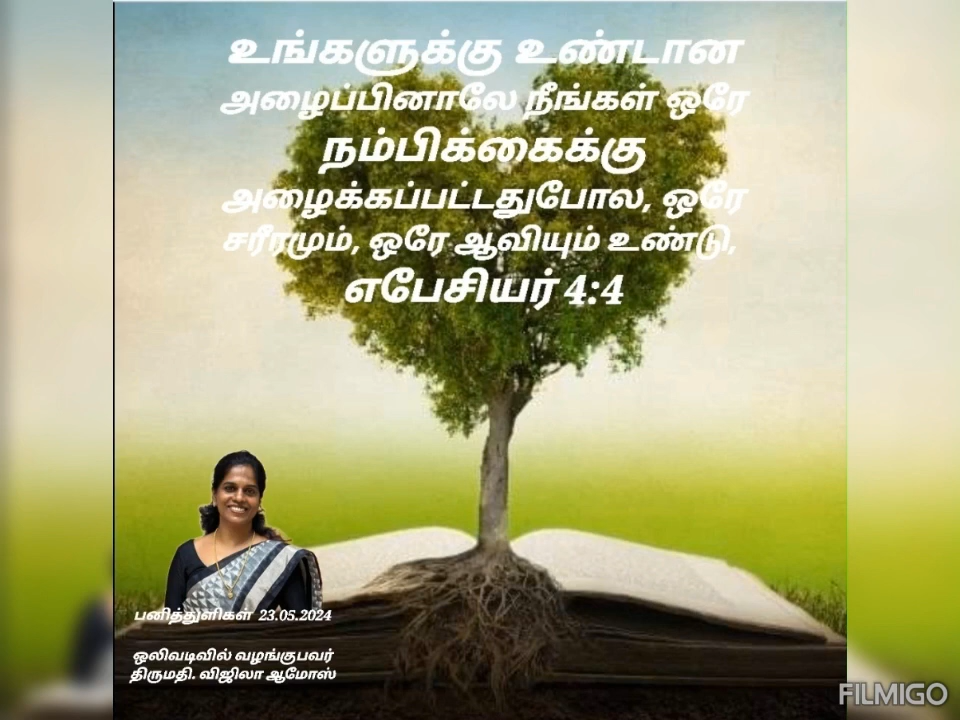 உங்களுக்கு உண்டான
அழைப்பினாலே நீங்கள் ஒரே
நம்பிக்கைக்கு
அழைக்கப்பட்டதுபோல, ஒரே
சரீரமும், ஒரே ஆவியும் உண்டு,
எபேசியர் 4:4
பனித்துளிகள் 23.05.2024
ஒலிவடிவில் வழங்குபவர்
திருமதி. விஜிலா ஆமோஸ்
FILMIGO